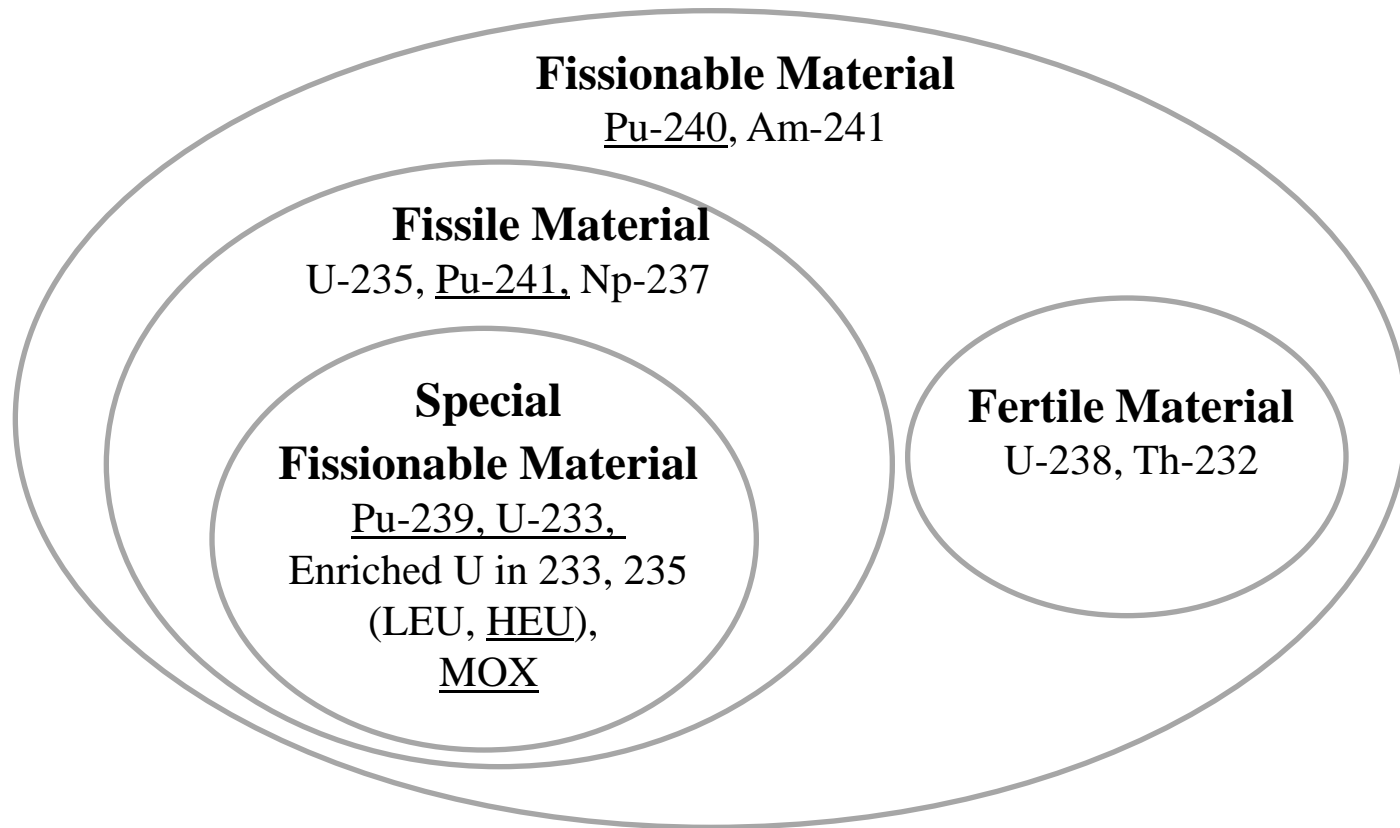 Fissionable Material
Pu-240, Am-241
Fissile Material
U-235, Pu-241, Np-237
Special
Fissionable Material
Pu-239, U-233,
Enriched U in 233, 235
(LEU, HEU),
MOX
Fertile Material
U-238, Th-232